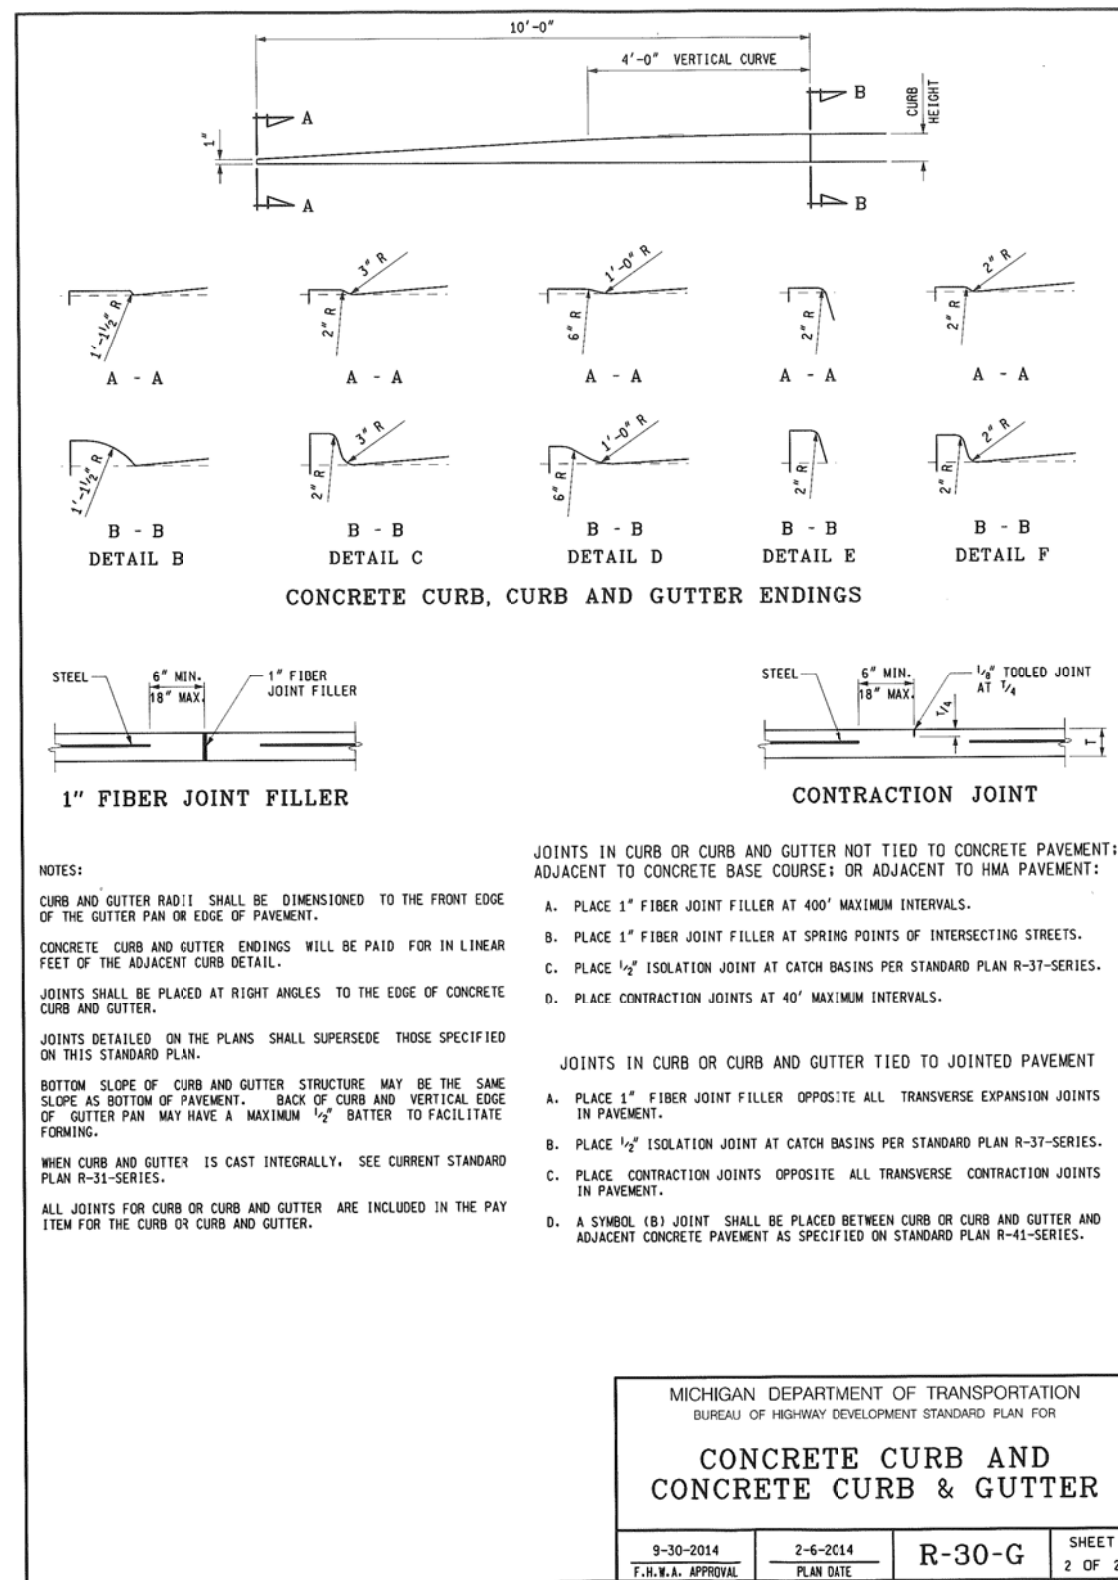 10'-0"
4'-0" VERTICAL CURVE
B
CURB
HEIGHT
A
1"
A
B
3" R
1'-0" R
2" R
1'-1½" R
2" R
6" R
2" R
2" R
A - A
A - A
A - A
A - A
A - A
3" R
1'-0" R
2" R
1'-1½" R
2" R
6" R
2" R
2" R
B - B
B - B
B - B
B - B
B - B
DETAIL B
DETAIL C
DETAIL D
DETAIL E
DETAIL F
CONCRETE CURB, CURB AND GUTTER ENDINGS
STEEL
6" MIN.
18" MAX.
1" FIBER
JOINT FILLER
1" FIBER JOINT FILLER
STEEL
6" MIN.
18" MAX.
1/8" TOOLED JOINT
AT T/4
T/4
T
CONTRACTION JOINT
NOTES:
CURB AND GUTTER RADII SHALL BE DIMENSIONED TO THE FRONT EDGE
OF THE GUTTER PAN OR EDGE OF PAVEMENT.
CONCRETE CURB AND GUTTER ENDINGS WILL BE PAID FOR IN LINEAR
FEET OF THE ADJACENT CURB DETAIL.
JOINTS SHALL BE PLACED AT RIGHT ANGLES TO THE EDGE OF CONCRETE
CURB AND GUTTER.
JOINTS DETAILED ON THE PLANS SHALL SUPERSEDE THOSE SPECIFIED
ON THIS STANDARD PLAN.
BOTTOM SLOPE OF CURB AND GUTTER STRUCTURE MAY BE THE SAME
SLOPE AS BOTTOM OF PAVEMENT. BACK OF CURB AND VERTICAL EDGE
OF GUTTER PAN MAY HAVE A MAXIMUM ½" BATTER TO FACILITATE
FORMING.
WHEN CURB AND GUTTER IS CAST INTEGRALLY, SEE CURRENT STANDARD
PLAN R-31-SERIES.
ALL JOINTS FOR CURB OR CURB AND GUTTER ARE INCLUDED IN THE PAY
ITEM FOR THE CURB OR CURB AND GUTTER.
JOINTS IN CURB OR CURB AND GUTTER NOT TIED TO CONCRETE PAVEMENT;
ADJACENT TO CONCRETE BASE COURSE; OR ADJACENT TO HMA PAVEMENT:
A. PLACE 1" FIBER JOINT FILLER AT 400' MAXIMUM INTERVALS.
B. PLACE 1" FIBER JOINT FILLER AT SPRING POINTS OF INTERSECTING STREETS.
C. PLACE ½" ISOLATION JOINT AT CATCH BASINS PER STANDARD PLAN R-37-SERIES.
D. PLACE CONTRACTION JOINTS AT 40' MAXIMUM INTERVALS.
JOINTS IN CURB OR CURB AND GUTTER TIED TO JOINTED PAVEMENT
A. PLACE 1" FIBER JOINT FILLER OPPOSITE ALL TRANSVERSE EXPANSION JOINTS
IN PAVEMENT.
B. PLACE ½" ISOLATION JOINT AT CATCH BASINS PER STANDARD PLAN R-37-SERIES.
C. PLACE CONTRACTION JOINTS OPPOSITE ALL TRANSVERSE CONTRACTION JOINTS
IN PAVEMENT.
D. A SYMBOL (B) JOINT SHALL BE PLACED BETWEEN CURB OR CURB AND GUTTER AND
ADJACENT CONCRETE PAVEMENT AS SPECIFIED ON STANDARD PLAN R-41-SERIES.
MICHIGAN DEPARTMENT OF TRANSPORTATION
BUREAU OF HIGHWAY DEVELOPMENT STANDARD PLAN FOR
CONCRETE CURB AND
CONCRETE CURB & GUTTER
9-30-2014
F.H.W.A. APPROVAL
2-6-2014
PLAN DATE
R-30-G
SHEET
2 OF 2